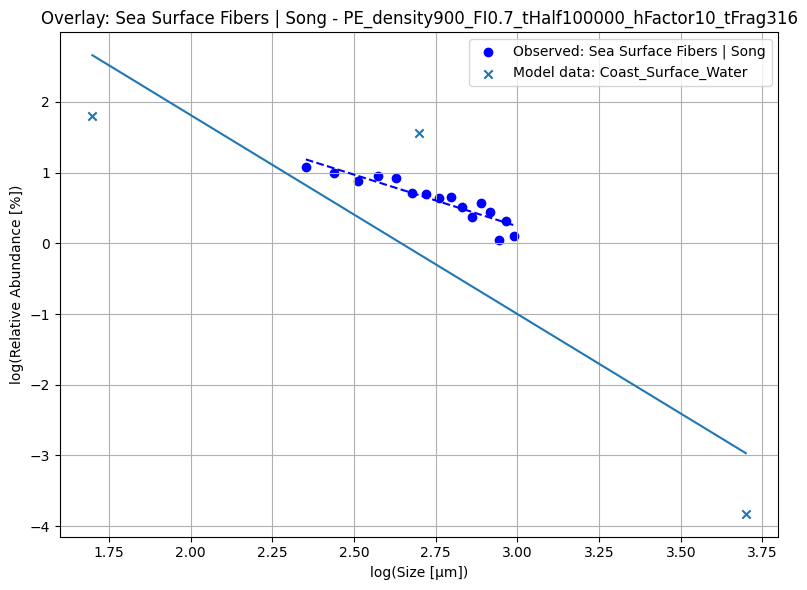 Overlay: Sea Surface Fibers | Song - PE_density900_FI0.7_tHalf100000_hFactor10_tFrag316
Observed: Sea Surface Fibers | Song
Model data: Coast_Surface_Water
log(Relative Abundance [%])
2
1
0
−1
−2
−3
−4
1.75 2.00 2.25 2.50 2.75 3.00 3.25 3.50 3.75
log(Size [μm])